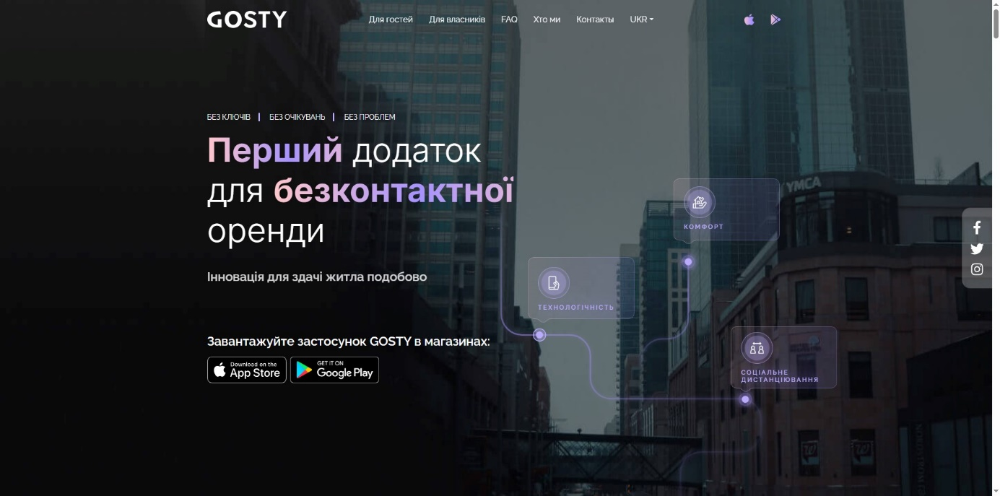 GOSTY
Для гостей Для власників FAQ Хто ми Контакты UKR
БЕЗ КЛЮЧІВ | БЕЗ ОЧІКУВАНЬ | БЕЗ ПРОБЛЕМ
Перший додаток
для безконтактної
оренди
YMCA
КОМФОРТ
Інновація для здачі житла подобово
ТЕХНОЛОГІЧНІСТЬ
Завантажуйте застосунок GOSTY в магазинах:
Download on the
App Store
GET IT ON
Google Play
СОЦІАЛЬНЕ
ДИСТАНЦІЮВАННЯ